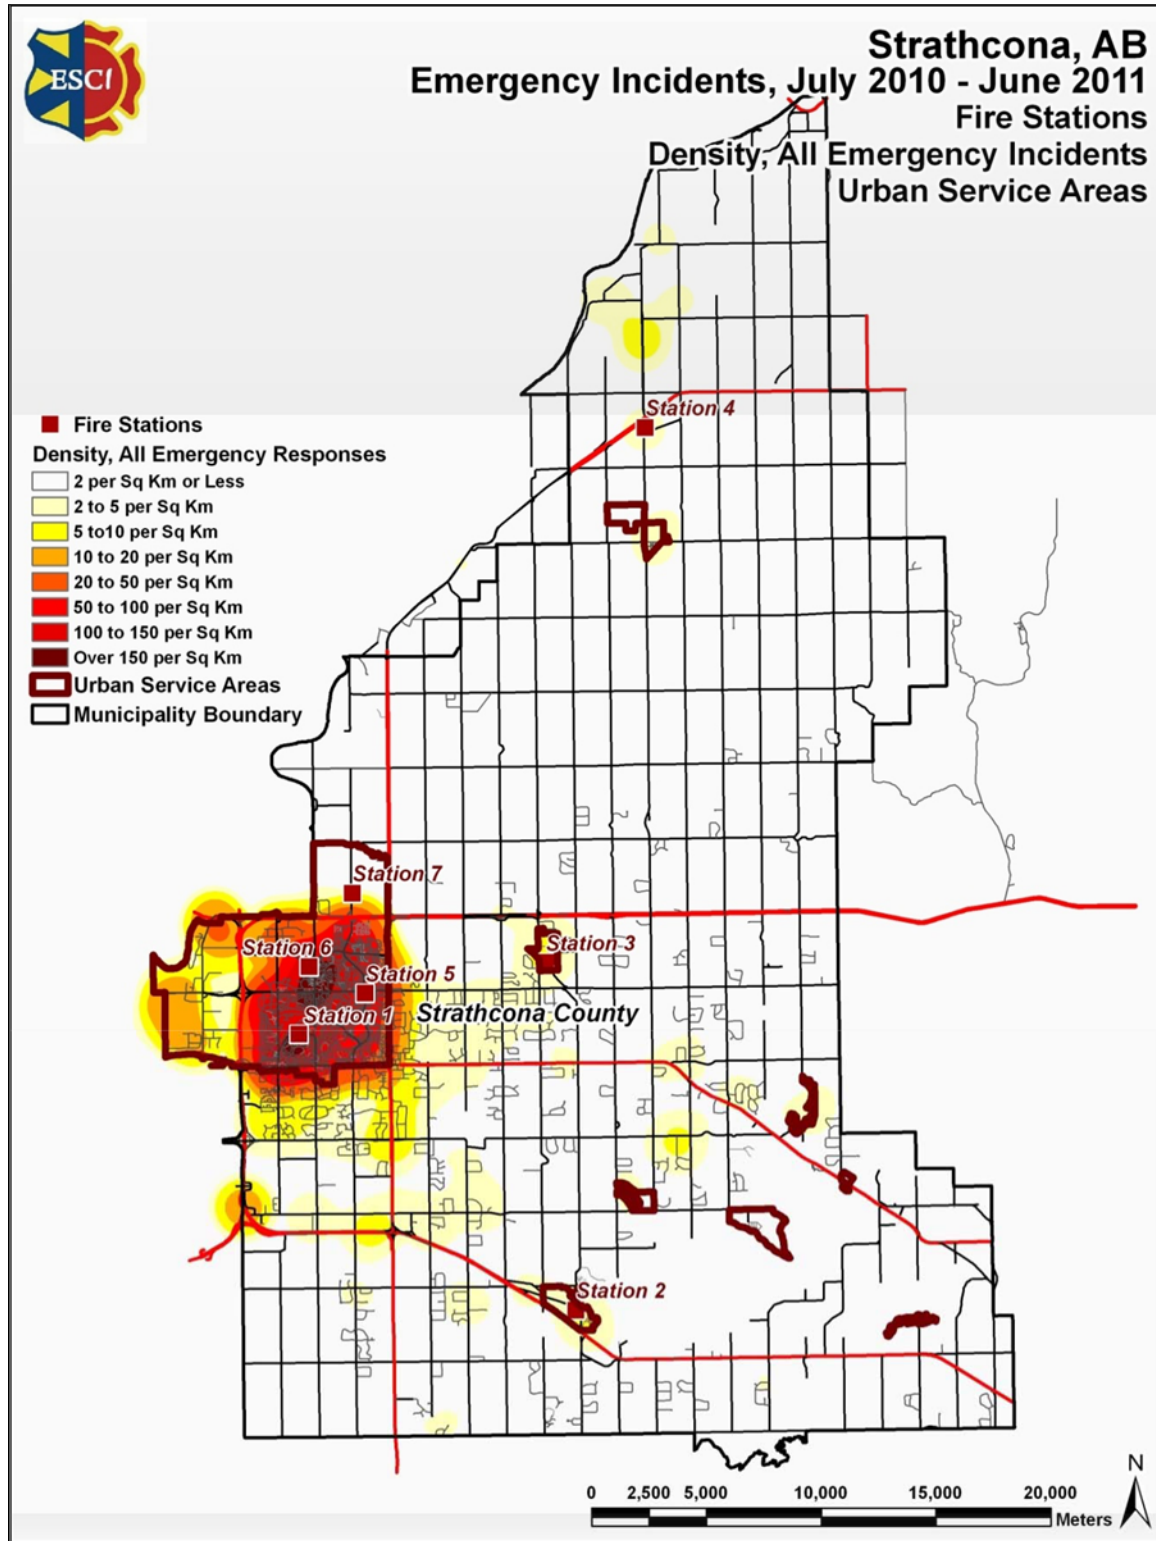 ESCI
Strathcona, AB
Emergency Incidents, July 2010 - June 2011
Fire Stations
Density, All Emergency Incidents
Urban Service Areas
Station 4
Fire Stations
Density, All Emergency Responses
2 per Sq Km or Less
2 to 5 per Sq Km
5 to10 per Sq Km
10 to 20 per Sq Km
20 to 50 per Sq Km
50 to 100 per Sq Km
100 to 150 per Sq Km
Over 150 per Sq Km
Urban Service Areas
Municipality Boundary
Station 7
Station 6
Station 3
Station 5
Station 1
Strathcona County
Station 2
N
0 2,500 5,000 10,000 15,000 20,000
Meters